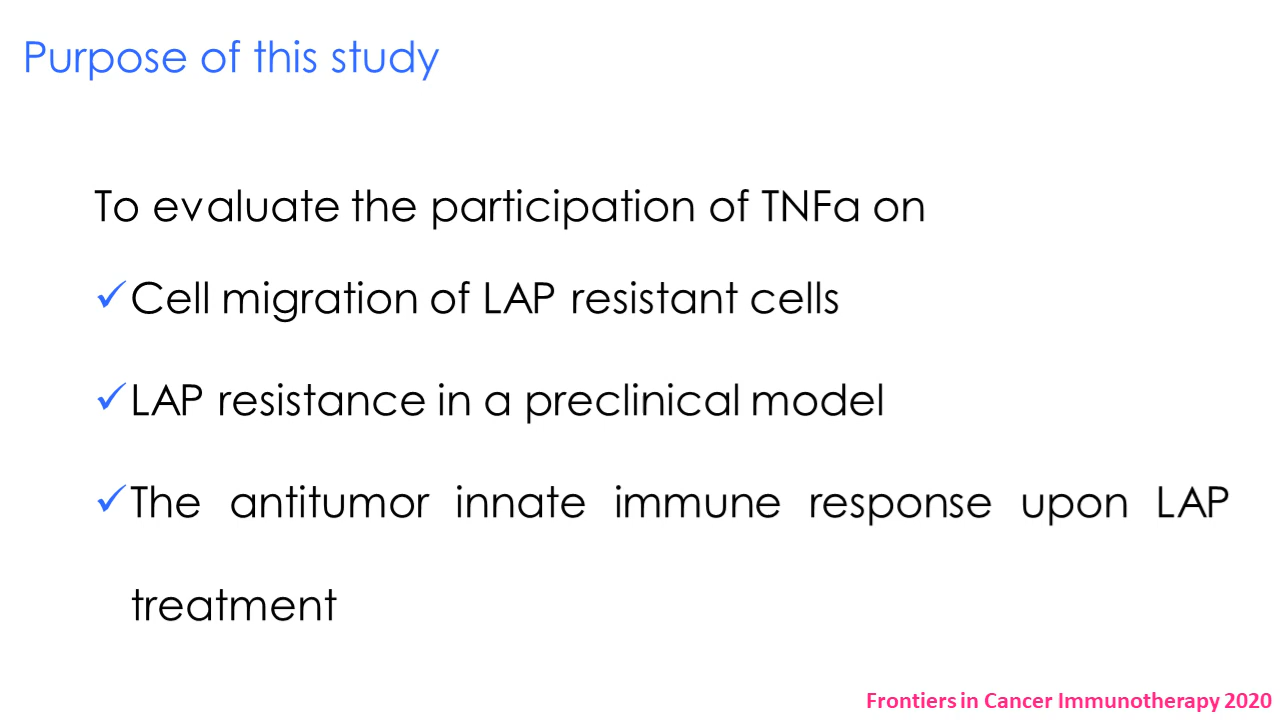 Purpose of this study
To evaluate the participation of TNFa on
✓Cell migration of LAP resistant cells
✓LAP resistance in a preclinical model
✓The antitumor innate immune response upon LAP
treatment
Frontiers in Cancer Immunotherapy 2020